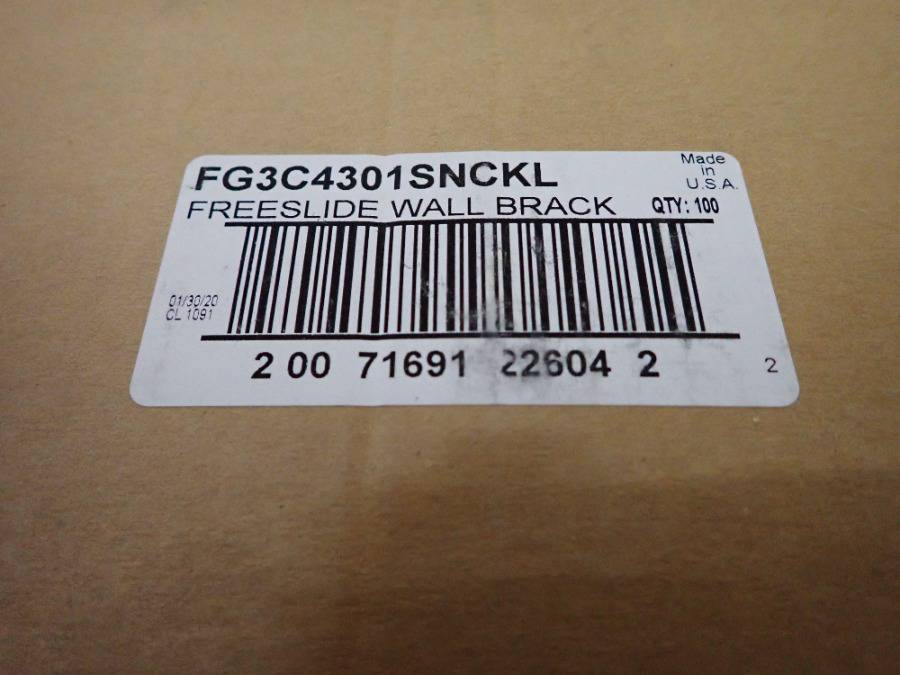 FG3C4301SNCKL
Made
in
U.S.A.
FREESLIDE WALL BRACK QTY: 100
01/30/20
CL 1091
2 00 71691 22604 2
2